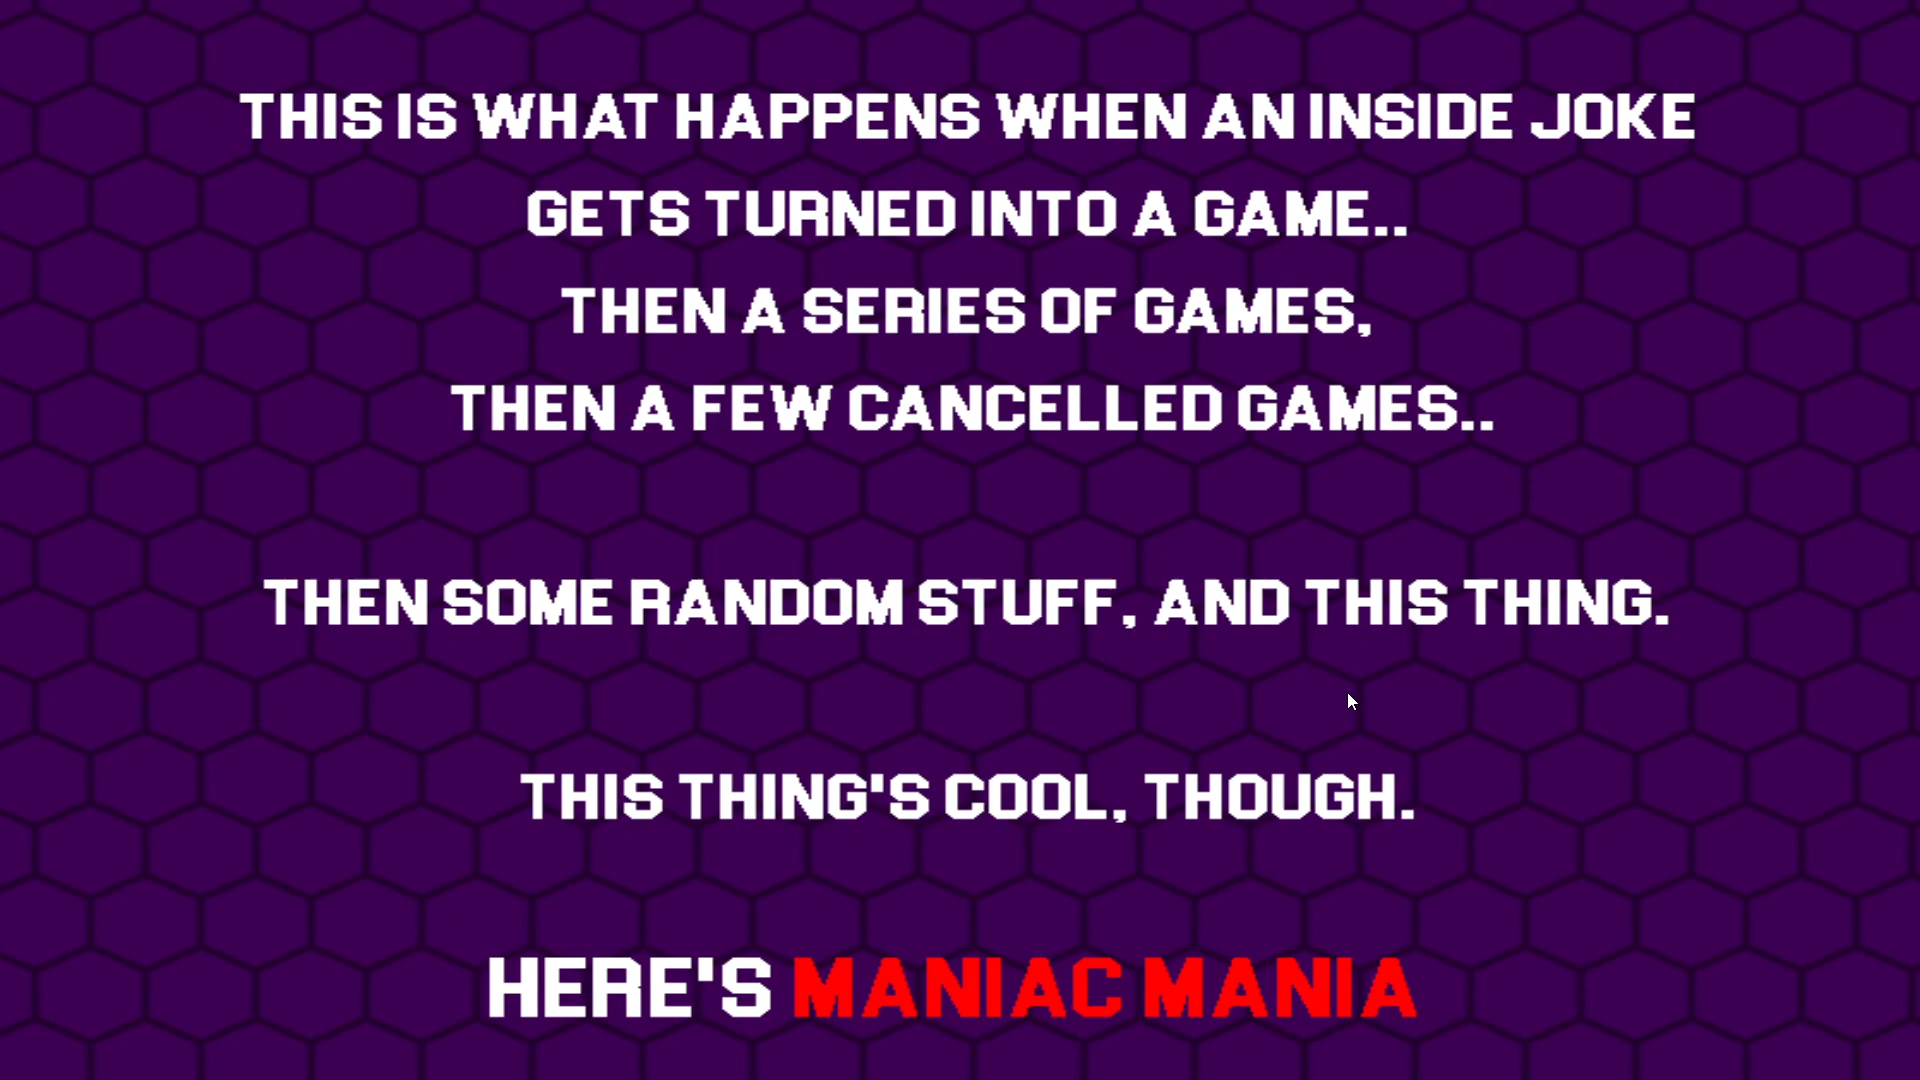 THIS IS WHAT HAPPENS WHEN AN INSIDE JOKE
GETS TURNED INTO A GAME..
THEN A SERIES OF GAMES,
THEN A FEW CANCELLED GAMES..
THEN SOME RANDOM STUFF, AND THIS THING.
THIS THING'S COOL, THOUGH.
HERE'S MANIAC MANIA